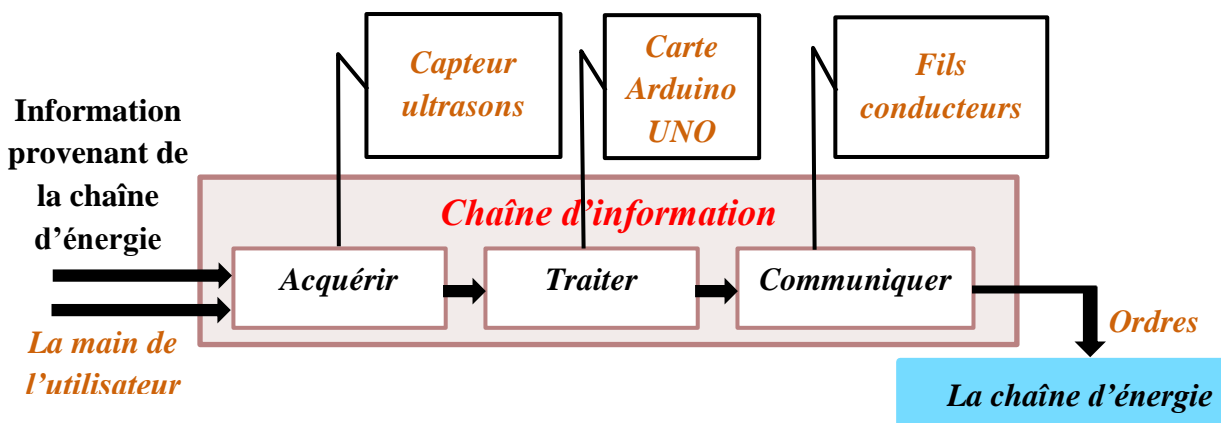 Capteur
ultrasons
Carte
Arduino
UNO
Fils
conducteurs
Information
provenant de
la chaîne
d’énergie
Chaîne d’information
Acquérir
Traiter
Communiquer
La main de
l’utilisateur
Ordres
La chaîne d’énergie